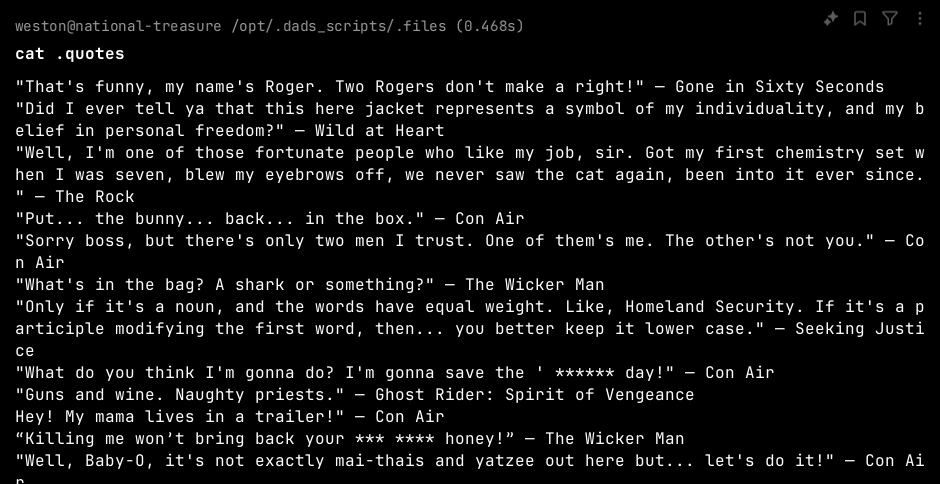 weston@national-treasure /opt/.dads_scripts/.files (0.468s)
cat .quotes
"That's funny, my name's Roger. Two Rogers don't make a right!" — Gone in Sixty Seconds
"Did I ever tell ya that this here jacket represents a symbol of my individuality, and my b
elief in personal freedom?" — Wild at Heart
"Well, I'm one of those fortunate people who like my job, sir. Got my first chemistry set w
hen I was seven, blew my eyebrows off, we never saw the cat again, been into it ever since.
" — The Rock
"Put... the bunny... back... in the box." — Con Air
"Sorry boss, but there's only two men I trust. One of them's me. The other's not you." — Co
n Air
"What's in the bag? A shark or something?" — The Wicker Man
"Only if it's a noun, and the words have equal weight. Like, Homeland Security. If it's a p
articiple modifying the first word, then... you better keep it lower case." — Seeking Justi
ce
"What do you think I'm gonna do? I'm gonna save the ' ****** day!" — Con Air
"Guns and wine. Naughty priests." — Ghost Rider: Spirit of Vengeance
Hey! My mama lives in a trailer!" — Con Air
“Killing me won’t bring back your *** **** honey!” — The Wicker Man
"Well, Baby-O, it's not exactly mai-thais and yatzee out here but... let's do it!" — Con Ai
r